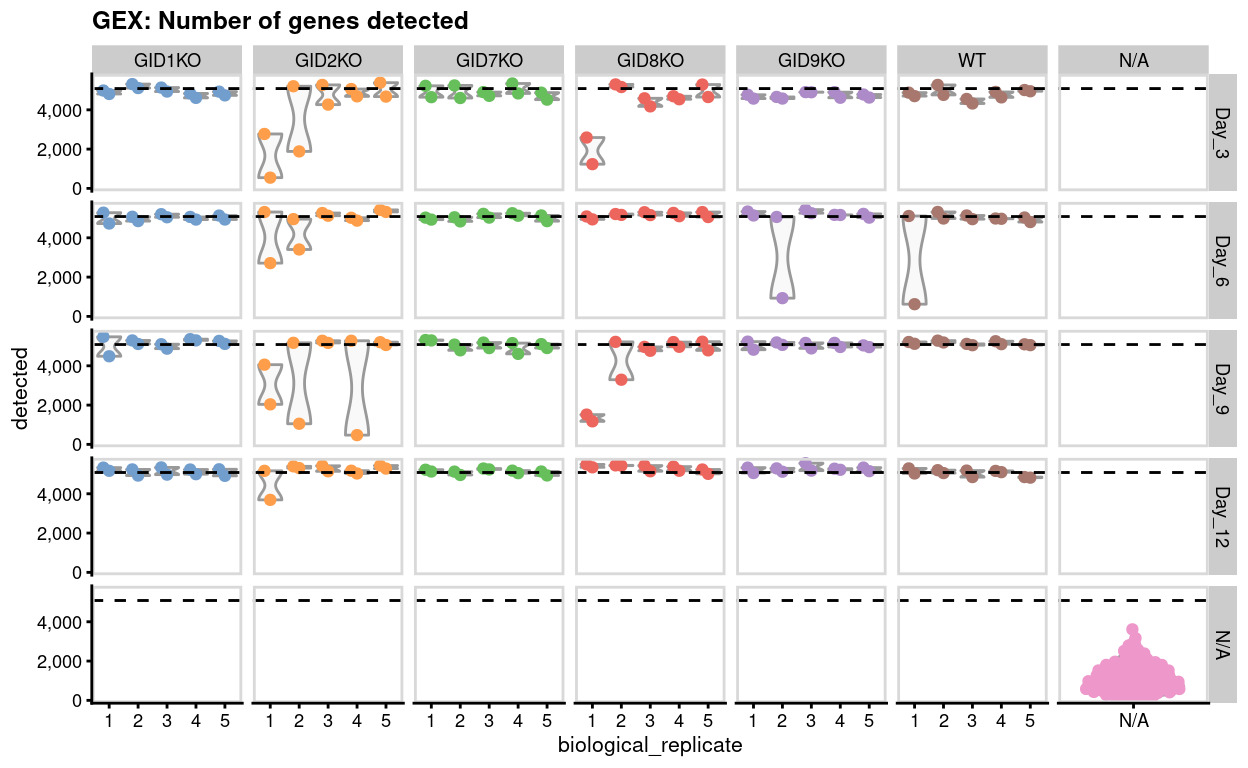 GEX: Number of genes detected
GID1KO GID2KO GID7KO GID8KO GID9KO WT N/A
4,000
2,000
0
Day_3
4,000
2,000
0
Day_6
4,000
2,000
0
Day_9
4,000
2,000
0
Day_12
4,000
2,000
0
N/A
detected
1 2 3 4 5 1 2 3 4 5 1 2 3 4 5 1 2 3 4 5 1 2 3 4 5 1 2 3 4 5 N/A
biological_replicate